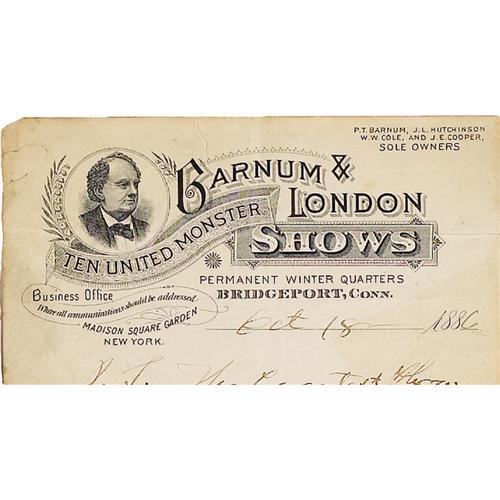 P.T. BARNUM, J.L. HUTCHINSON
W.W. COLE, AND J.E. COOPER,
SOLE OWNERS
BARNUM &
LONDON
TEN UNITED MONSTER
SHOWS
PERMANENT WINTER QUARTERS
BRIDGEPORT, CONN.
Business Office
Where all communications should be addressed.
MADISON SQUARE GARDEN
NEW YORK.
Oct 18 1886